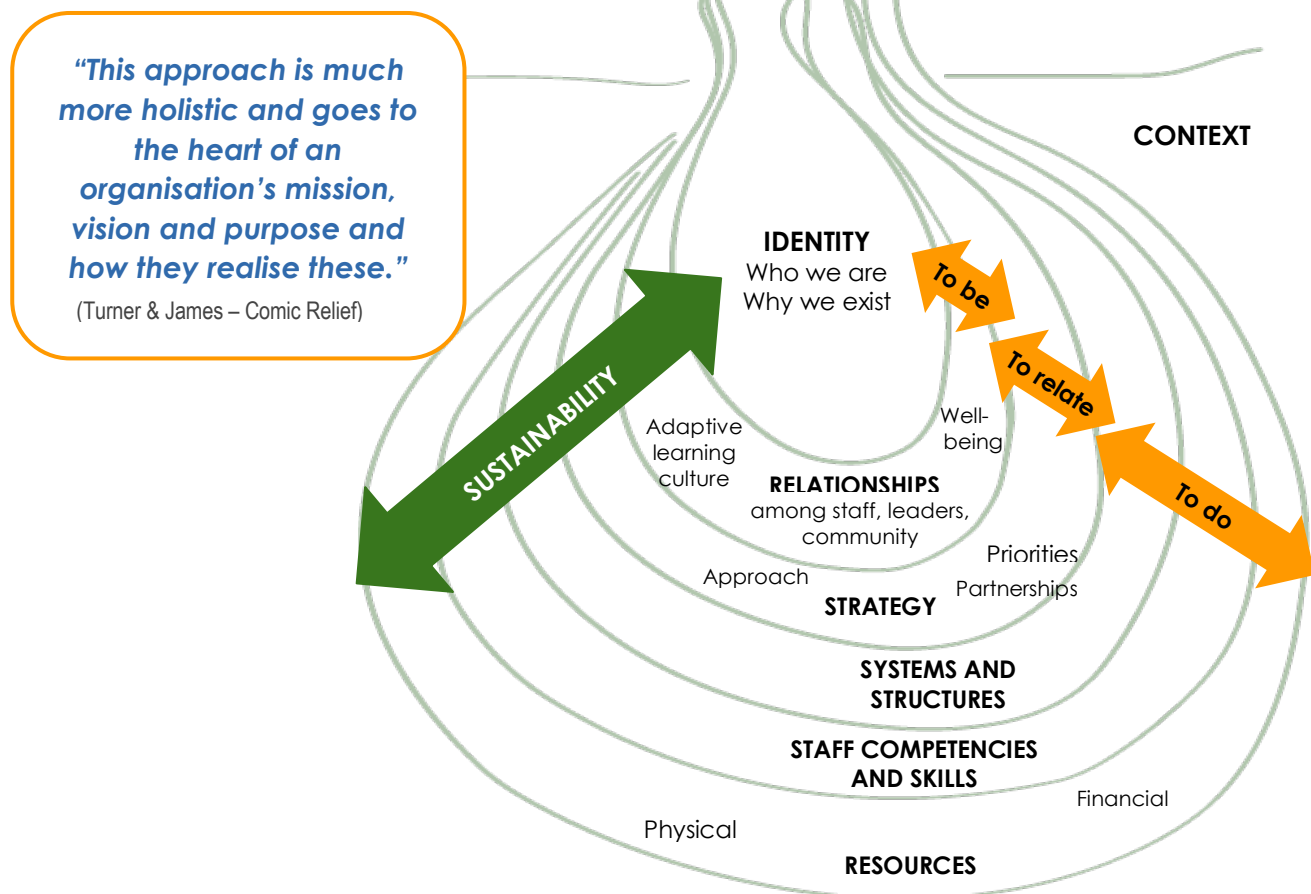 “This approach is much
more holistic and goes to
the heart of an
organisation’s mission,
vision and purpose and
how they realise these.”
(Turner & James – Comic Relief)
CONTEXT
IDENTITY
Who we are
Why we exist
To be
To relate
To do
SUSTAINABILITY
Adaptive
learning
culture
Well-
being
RELATIONSHIPS
among staff, leaders,
community
Approach
Priorities
Partnerships
STRATEGY
SYSTEMS AND
STRUCTURES
STAFF COMPETENCIES
AND SKILLS
Financial
Physical
RESOURCES